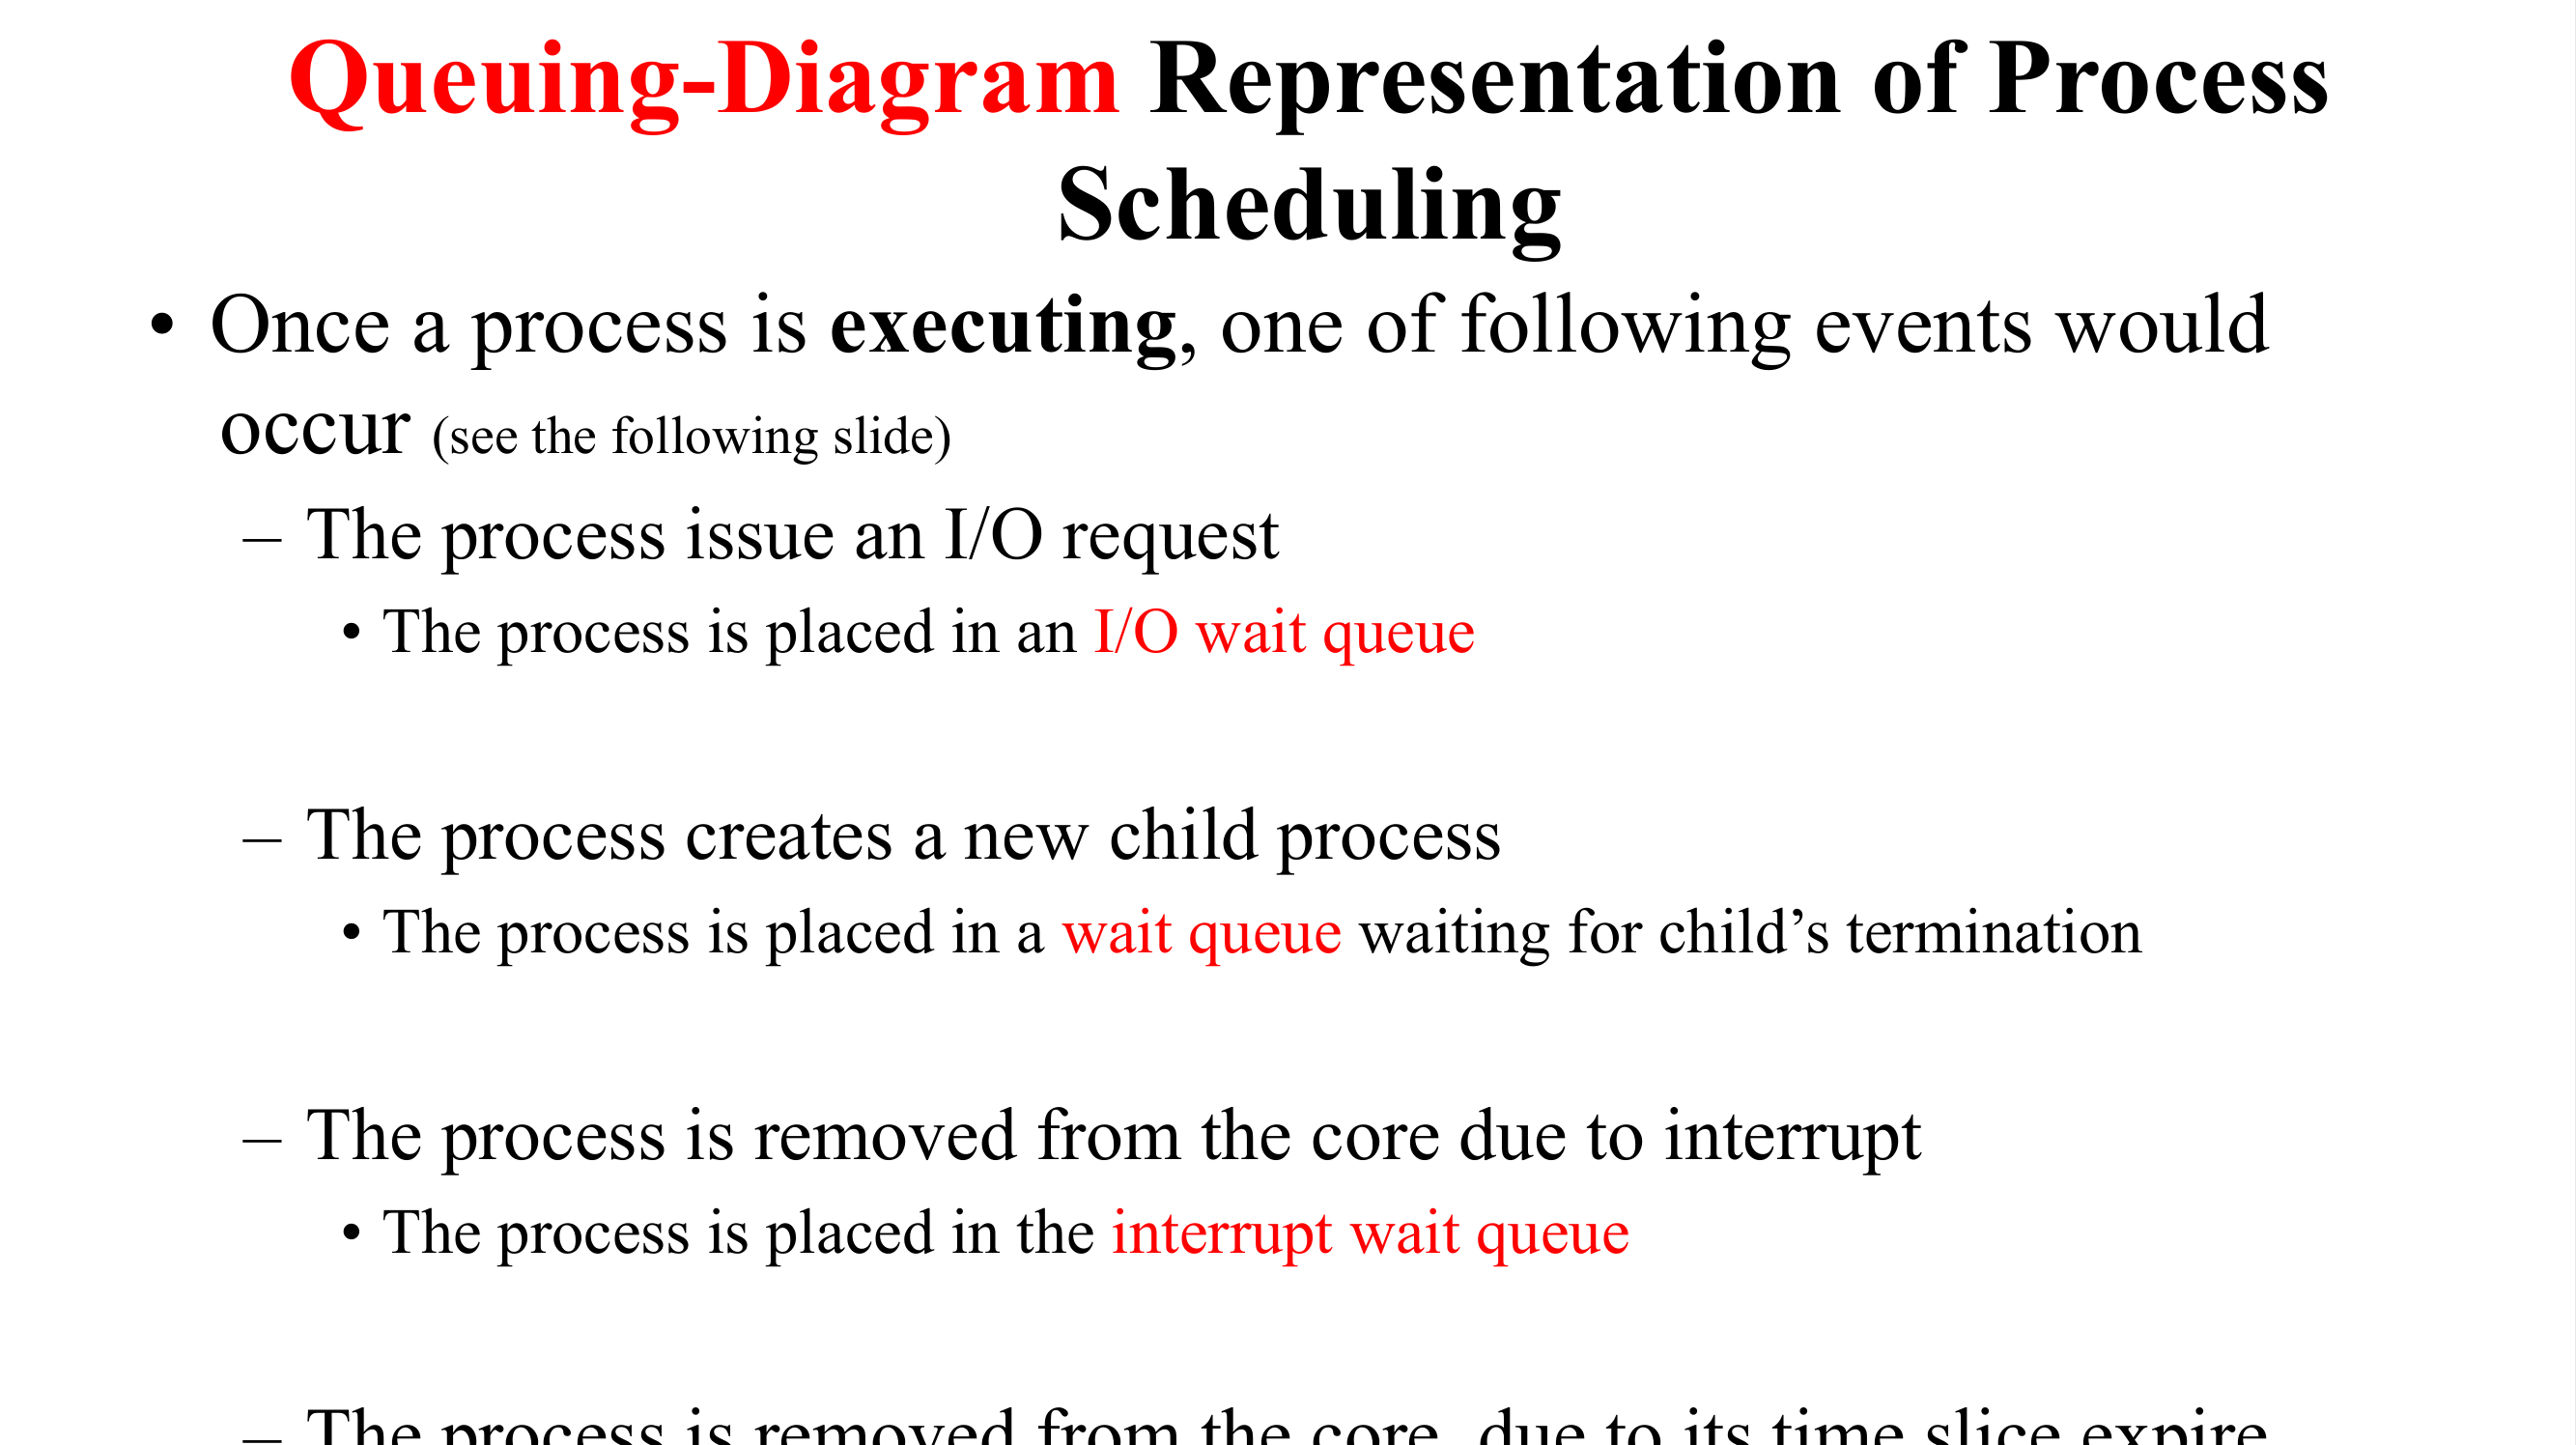 Queuing-Diagram Representation of Process
Scheduling
• Once a process is executing, one of following events would
occur (see the following slide)
– The process issue an I/O request
• The process is placed in an I/O wait queue
– The process creates a new child process
• The process is placed in a wait queue waiting for child’s termination
– The process is removed from the core due to interrupt
• The process is placed in the interrupt wait queue
– The process is removed from the core, due to its time slice expire